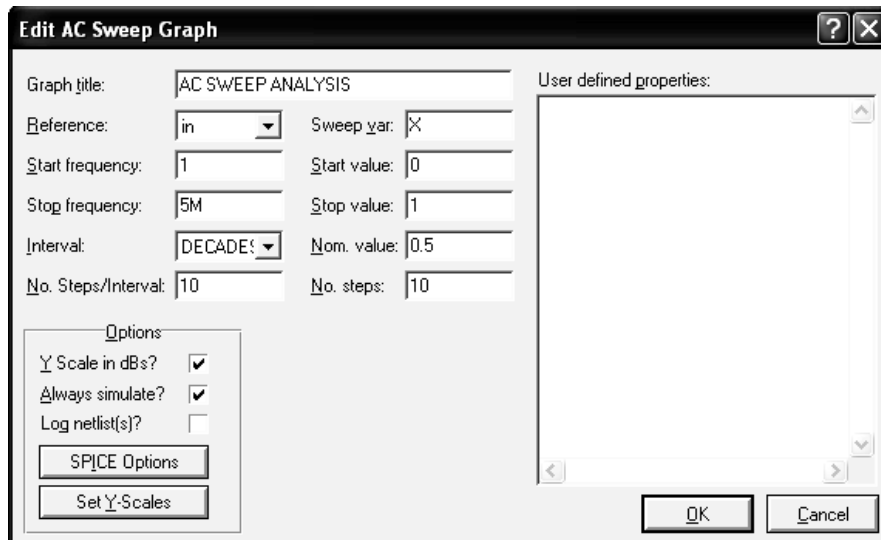 Edit AC Sweep Graph
Graph title: AC SWEEP ANALYSIS
Reference: in
Sweep var: X
Start frequency: 1
Start value: 0
Stop frequency: 5M
Stop value: 1
Interval: DECADES
Nom. value: 0.5
No. Steps/Interval: 10
No. steps: 10
Options
Y Scale in dBs?
Always simulate?
Log netlist(s)?
SPICE Options
Set Y-Scales
User defined properties:
OK
Cancel